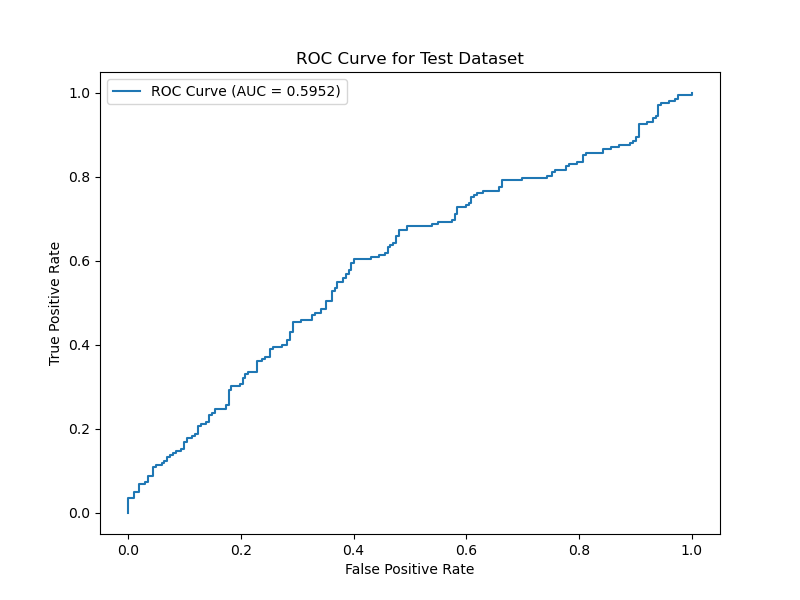 ROC Curve for Test Dataset
ROC Curve (AUC = 0.5952)
1.0
0.8
0.6
0.4
0.2
0.0
True Positive Rate
0.0 0.2 0.4 0.6 0.8 1.0
False Positive Rate